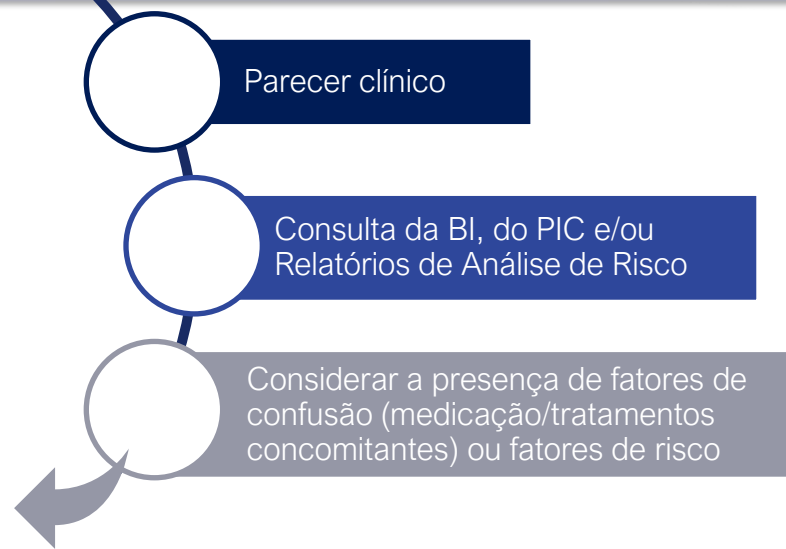 Parecer clínico
Consulta da BI, do PIC e/ou
Relatórios de Análise de Risco
Considerar a presença de fatores de
confusão (medicação/tratamentos
concomitantes) ou fatores de risco